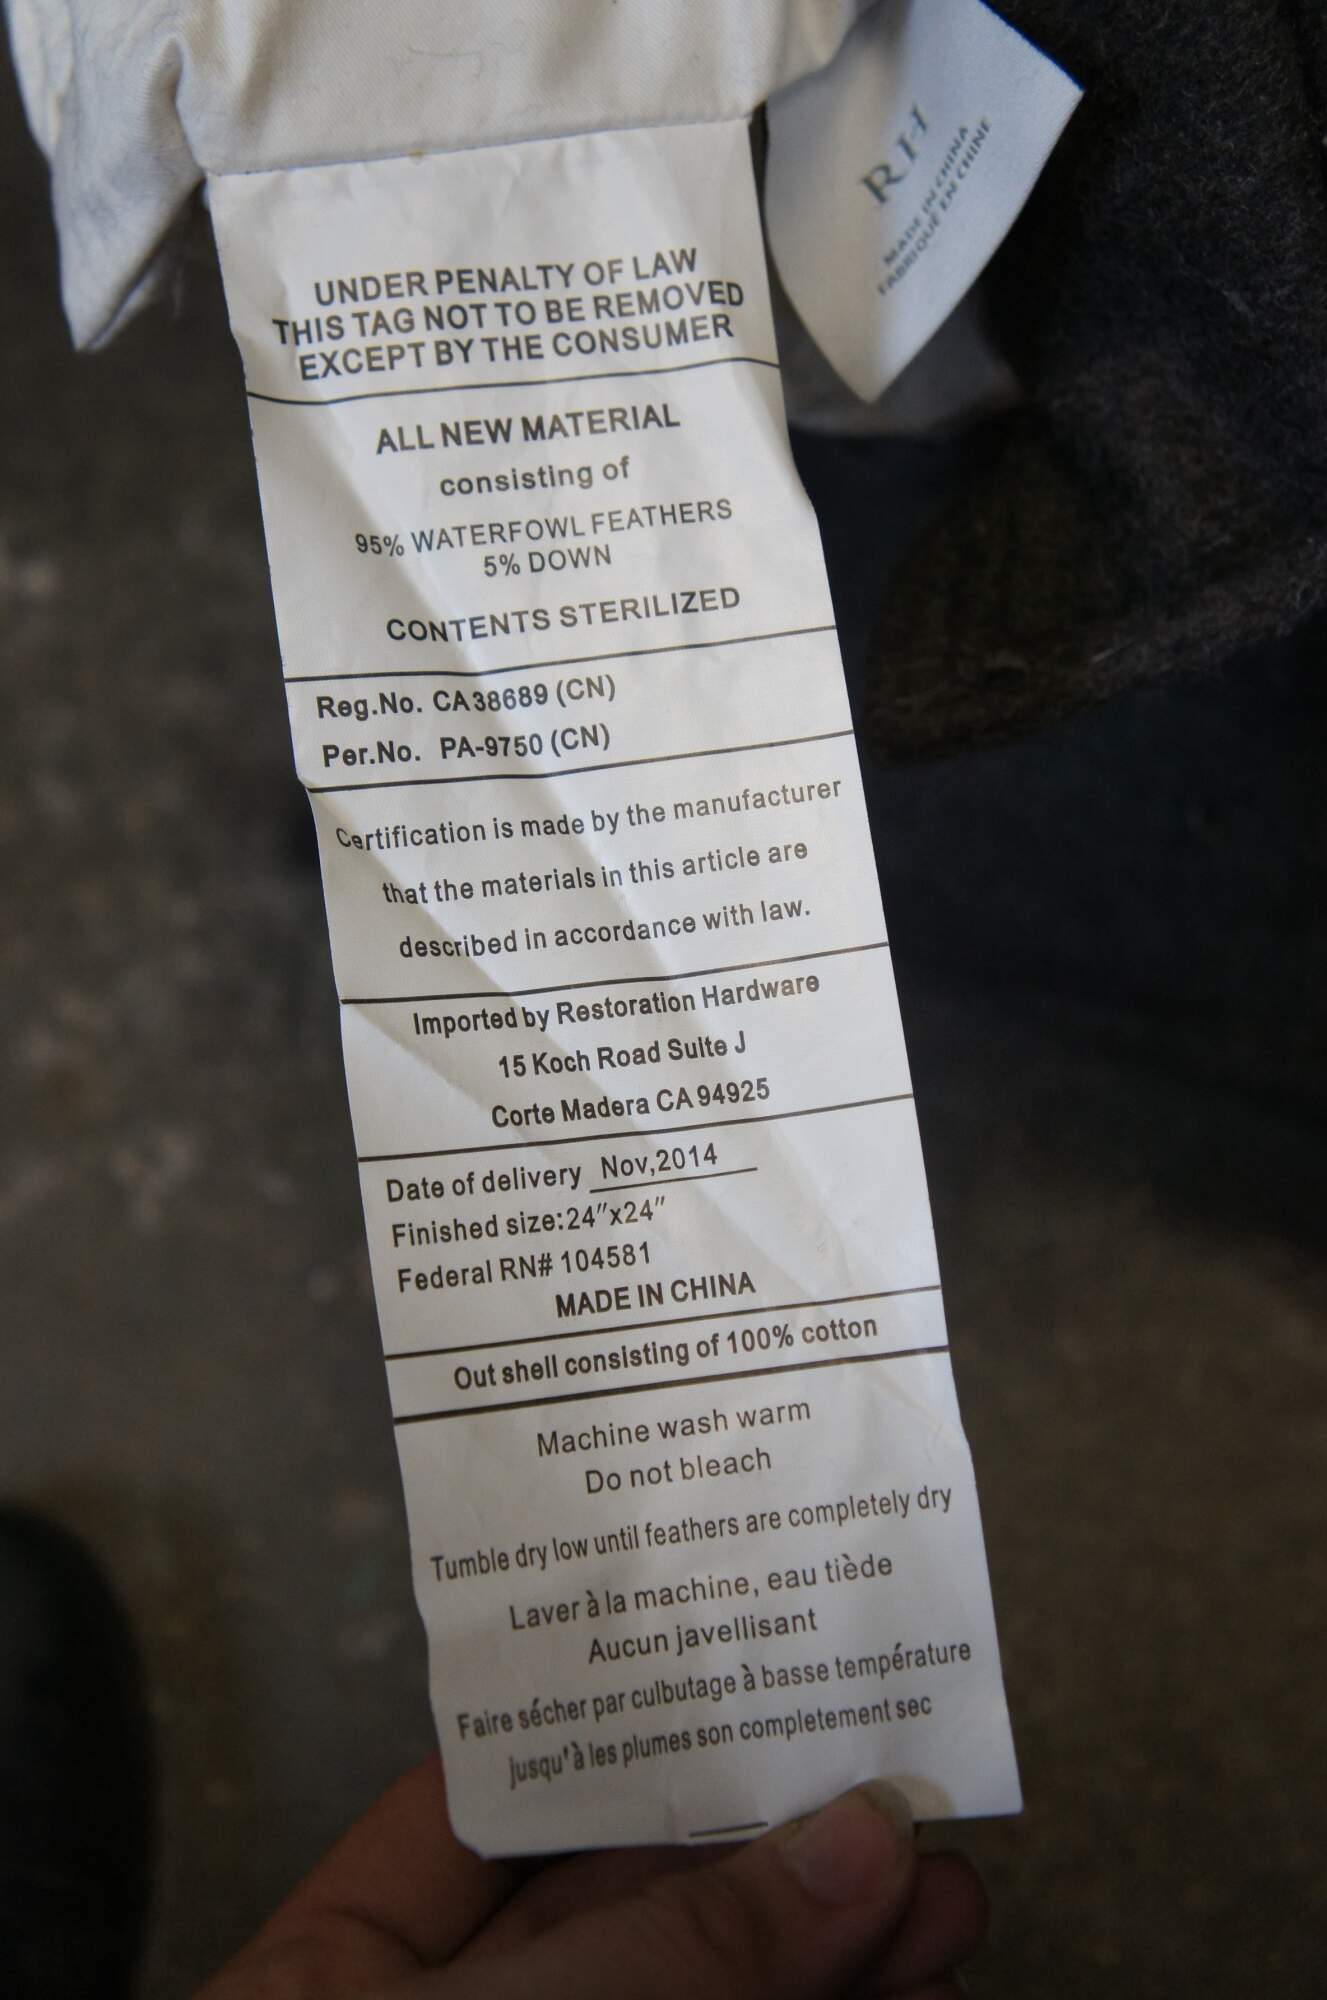 RH
MADE IN CHINA
FABRIQUÉ EN CHINE
UNDER PENALTY OF LAW
THIS TAG NOT TO BE REMOVED
EXCEPT BY THE CONSUMER
ALL NEW MATERIAL
consisting of
95% WATERFOWL FEATHERS
5% DOWN
CONTENTS STERILIZED
Reg.No. CA38689 (CN)
Per.No. PA-9750 (CN)
Certification is made by the manufacturer
that the materials in this article are
described in accordance with law.
Imported by Restoration Hardware
15 Koch Road Suite J
Corte Madera CA 94925
Date of delivery Nov,2014
Finished size:24"x24"
Federal RN# 104581
MADE IN CHINA
Out shell consisting of 100% cotton
Machine wash warm
Do not bleach
Tumble dry low until feathers are completely dry
Laver à la machine, eau tiède
Aucun javellisant
Faire sécher par culbutage à basse température
jusqu'à les plumes son completement sec